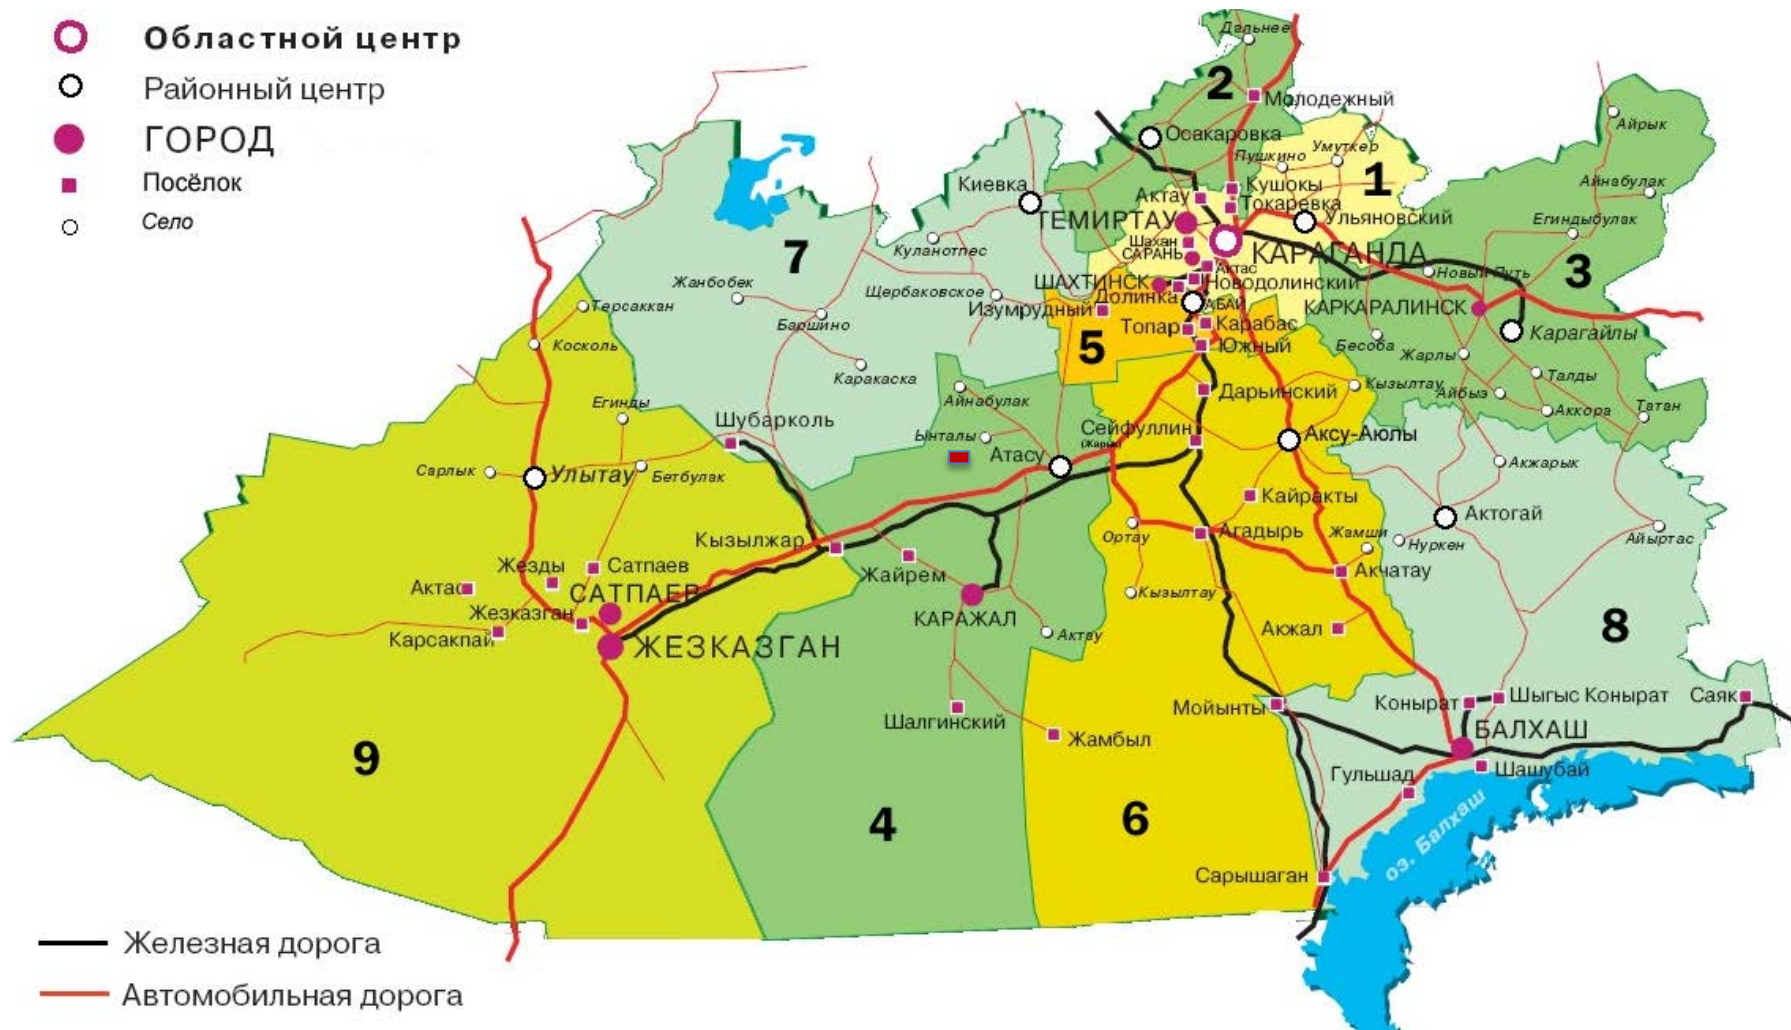 Областной центр
Районный центр
ГОРОД
Посёлок
Село
Дальнее
2
Молодежный
Осакаровка
Пушкино
Умуткер
1
Айрык
Киевка
Актау
Кушокы
Токаревка
Айнабулак
ТЕМИРТАУ
Ульяновский
Егиндыбулак
Куланотпес
Шахан
САРАНЬ
КАРАГАНДА
7
Актас
Новый Путь
3
Жанбобек
Щербаковское
ШАХТИНСК
Новодолинский
Долинка
АБАЙ
КАРКАРАЛИНСК
Терсаккан
Изумрудный
Баршино
Топар
Карабас
Карагайлы
Косколь
5
Южный
Бесоба
Жарлы
Каракаска
Талды
Дарьинский
Кызылтау
Айбыз
Айнабулак
Аккора
Татан
Егинды
Шубарколь
Ынталы
Сейфуллин
(Жарык)
Аксу-Аюлы
Атасу
Акжарык
Сарлык
Улытау
Бетбулак
Кайракты
Актогай
Кызылжар
Ортау
Агадырь
Жамши
Нуркен
Айыртас
Жезды
Сатпаев
Жайрем
Акчатау
Актас
САТПАЕВ
Кызылтау
Жезказган
КАРАЖАЛ
Актау
Акжал
8
Карсакпай
ЖЕЗКАЗГАН
Шыгыс Конырат
Саяк
Мойынты
Конырат
Шалгинский
БАЛХАШ
Жамбыл
9
Гульшад
Шашубай
4
6
оз. Балхаш
Сарышаган
Железная дорога
Автомобильная дорога